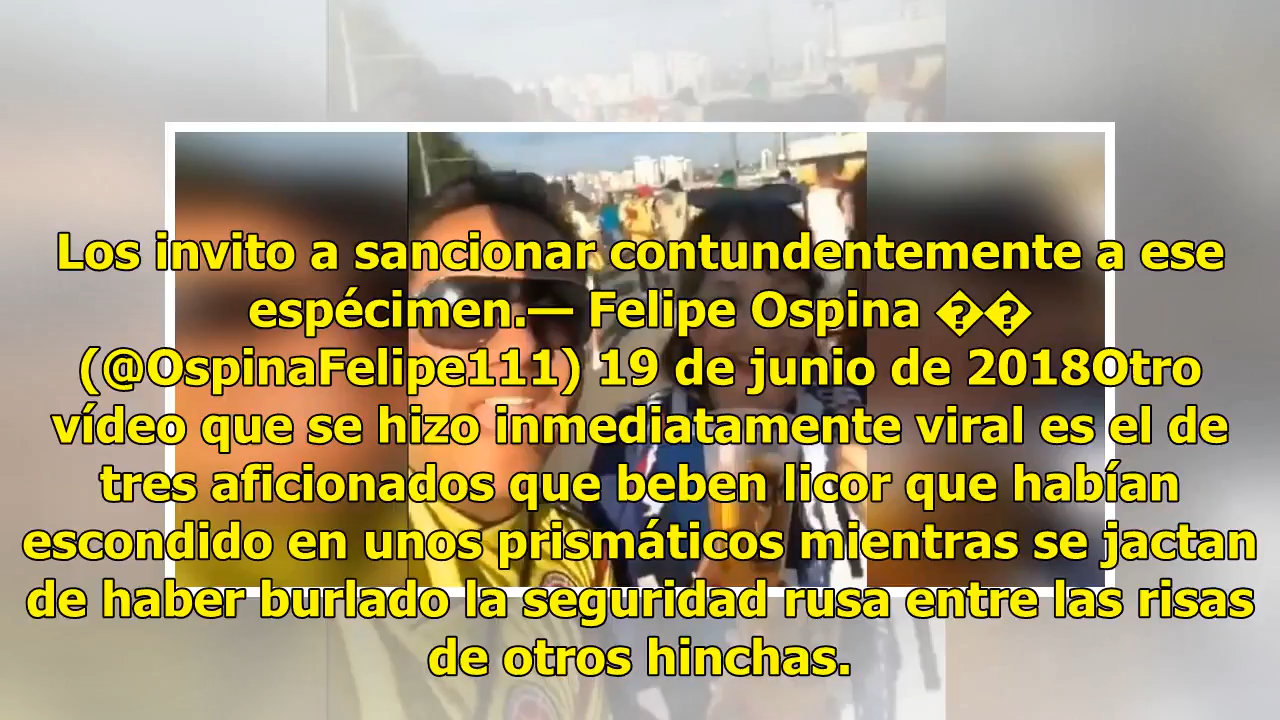 Los invito a sancionar contundentemente a ese
espécimen.— Felipe Ospina ��
(@OspinaFelipe111) 19 de junio de 2018Otro
vídeo que se hizo inmediatamente viral es el de
tres aficionados que beben licor que habían
escondido en unos prismáticos mientras se jactan
de haber burlado la seguridad rusa entre las risas
de otros hinchas.